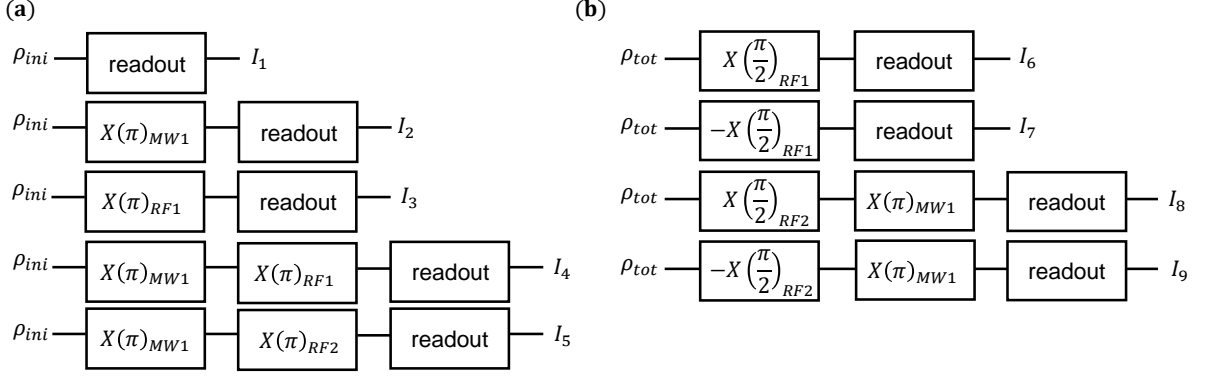 (a)
ρ_ini readout I_1
ρ_ini X(π)_MW1 readout I_2
ρ_ini X(π)_RF1 readout I_3
ρ_ini X(π)_MW1 X(π)_RF1 readout I_4
ρ_ini X(π)_MW1 X(π)_RF2 readout I_5
(b)
ρ_tot X(π/2)_RF1 readout I_6
ρ_tot −X(π/2)_RF1 readout I_7
ρ_tot X(π/2)_RF2 X(π)_MW1 readout I_8
ρ_tot −X(π/2)_RF2 X(π)_MW1 readout I_9